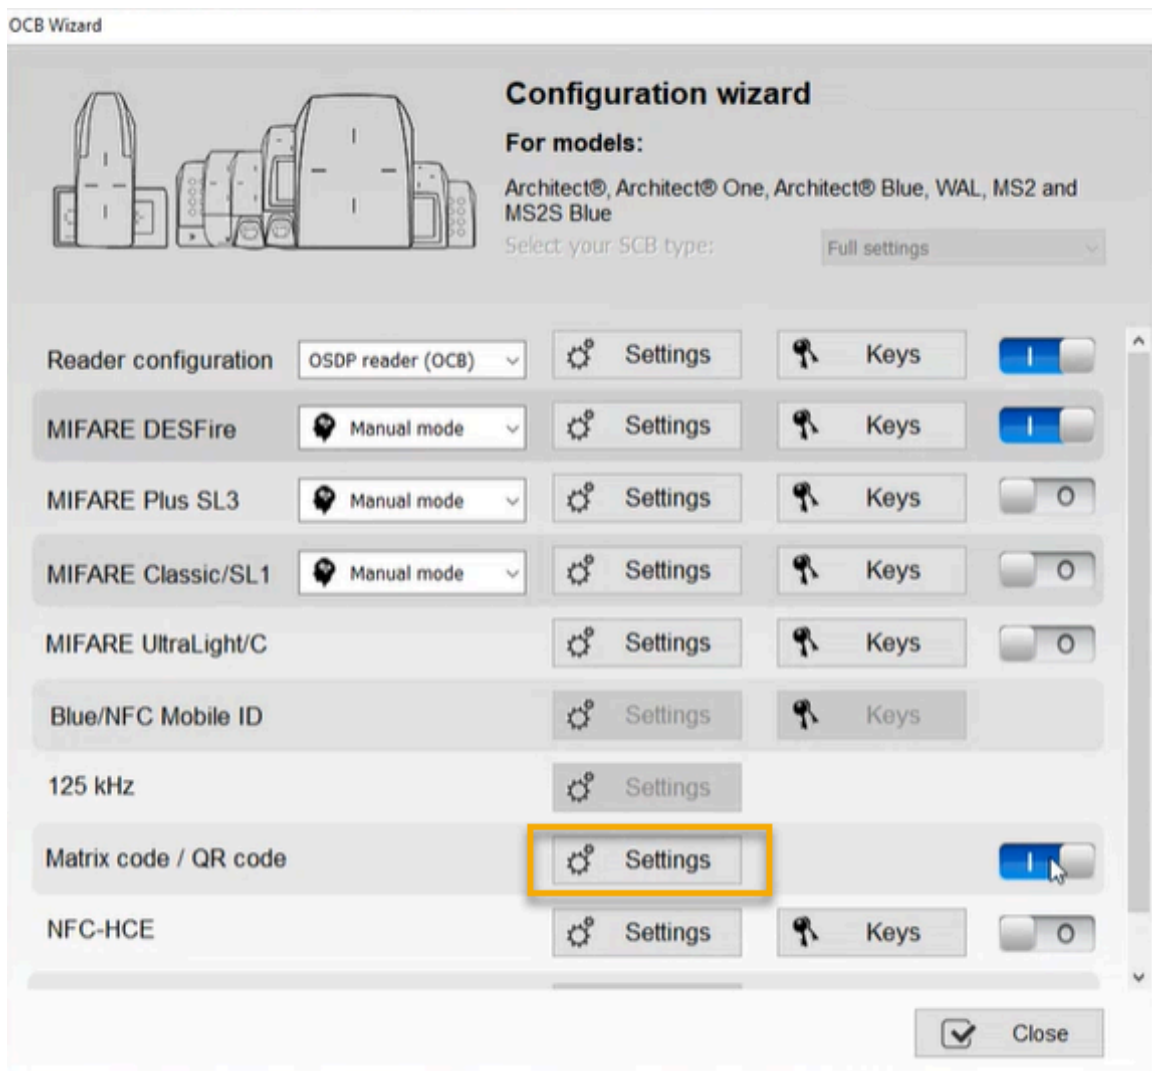 OCB Wizard
Configuration wizard
For models:
Architect®, Architect® One, Architect® Blue, WAL, MS2 and
MS2S Blue
Select your SCB type: Full settings
Reader configuration OSDP reader (OCB) Settings Keys I
MIFARE DESFire Manual mode Settings Keys I
MIFARE Plus SL3 Manual mode Settings Keys O
MIFARE Classic/SL1 Manual mode Settings Keys O
MIFARE UltraLight/C Settings Keys O
Blue/NFC Mobile ID Settings Keys
125 kHz Settings
Matrix code / QR code Settings I
NFC-HCE Settings Keys O
Close